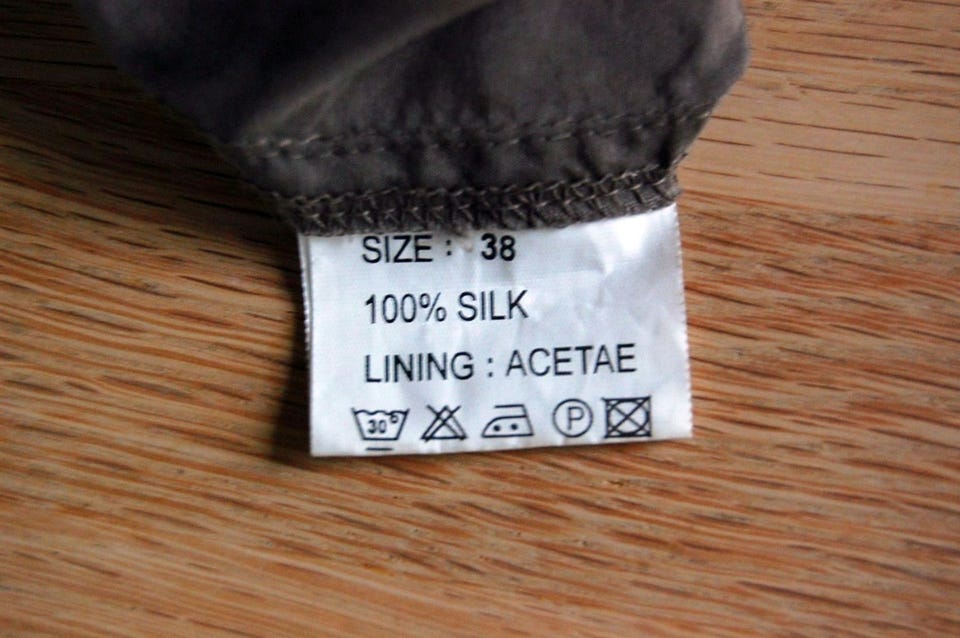 SIZE : 38
100% SILK
LINING : ACETAE
30°
P